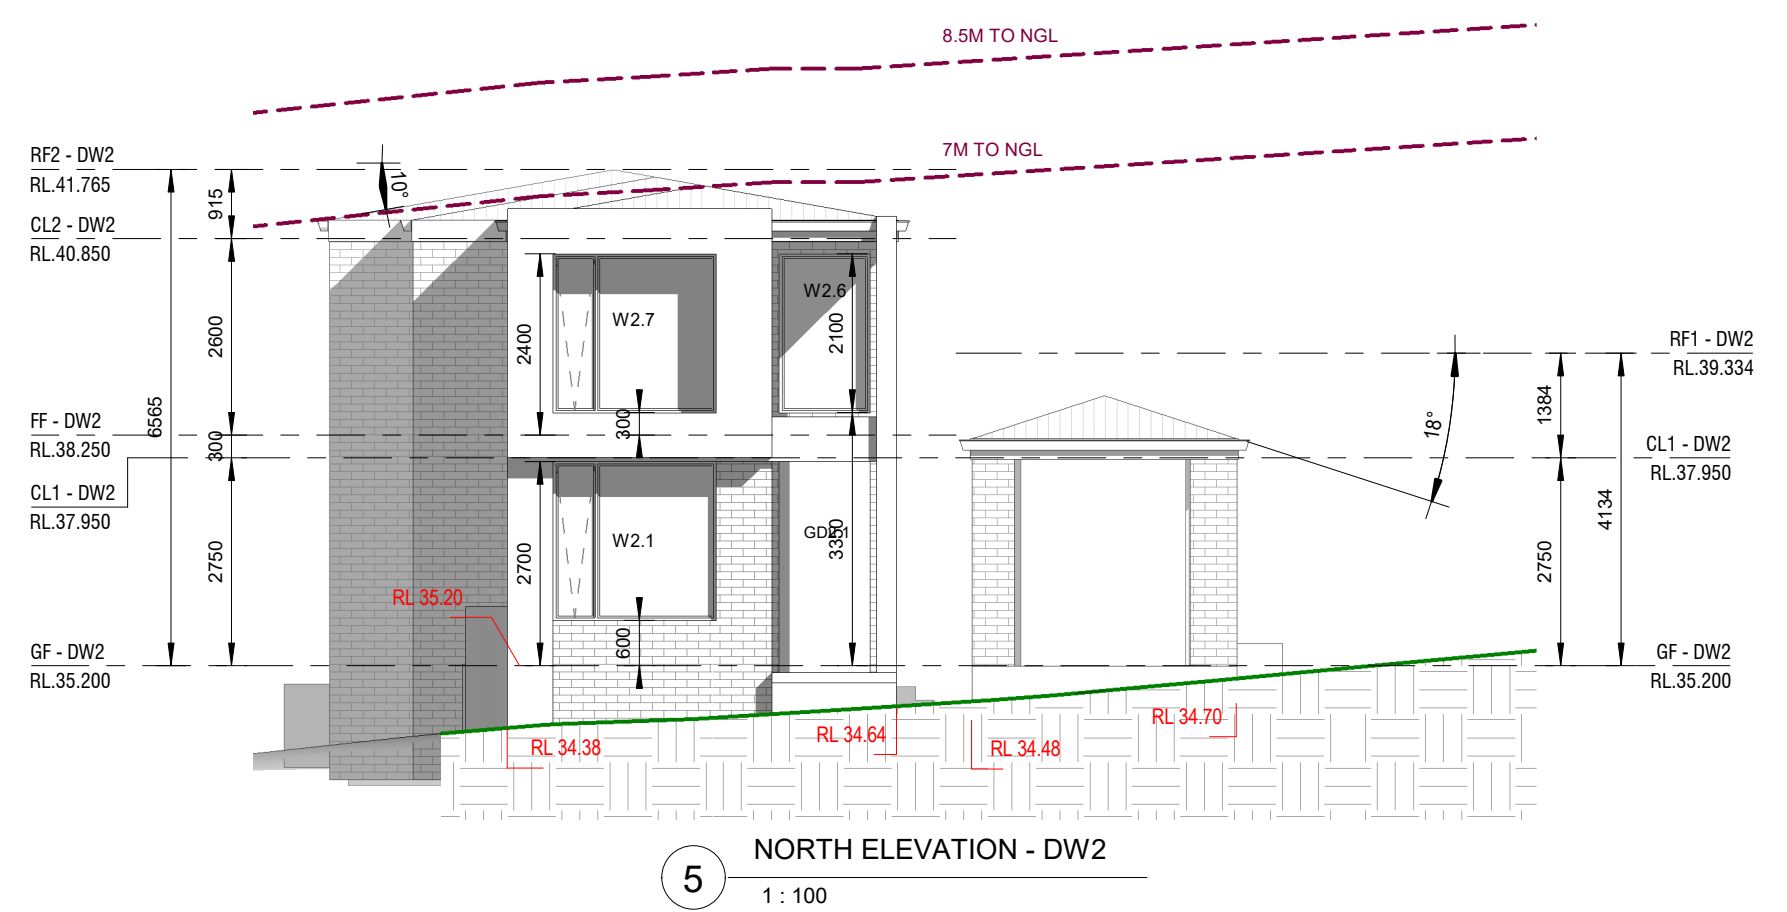 8.5M TO NGL
7M TO NGL
RF2 - DW2
RL.41.765
10°
915
CL2 - DW2
RL.40.850
2600
2400
W2.7
W2.6
2100
RF1 - DW2
RL.39.334
1384
18°
6565
FF - DW2
RL.38.250
300
300
CL1 - DW2
RL.37.950
CL1 - DW2
RL.37.950
2750
2700
W2.1
GD2.1
3350
4134
2750
RL 35.20
600
GF - DW2
RL.35.200
GF - DW2
RL.35.200
RL 34.38
RL 34.64
RL 34.48
RL 34.70
5
NORTH ELEVATION - DW2
1 : 100